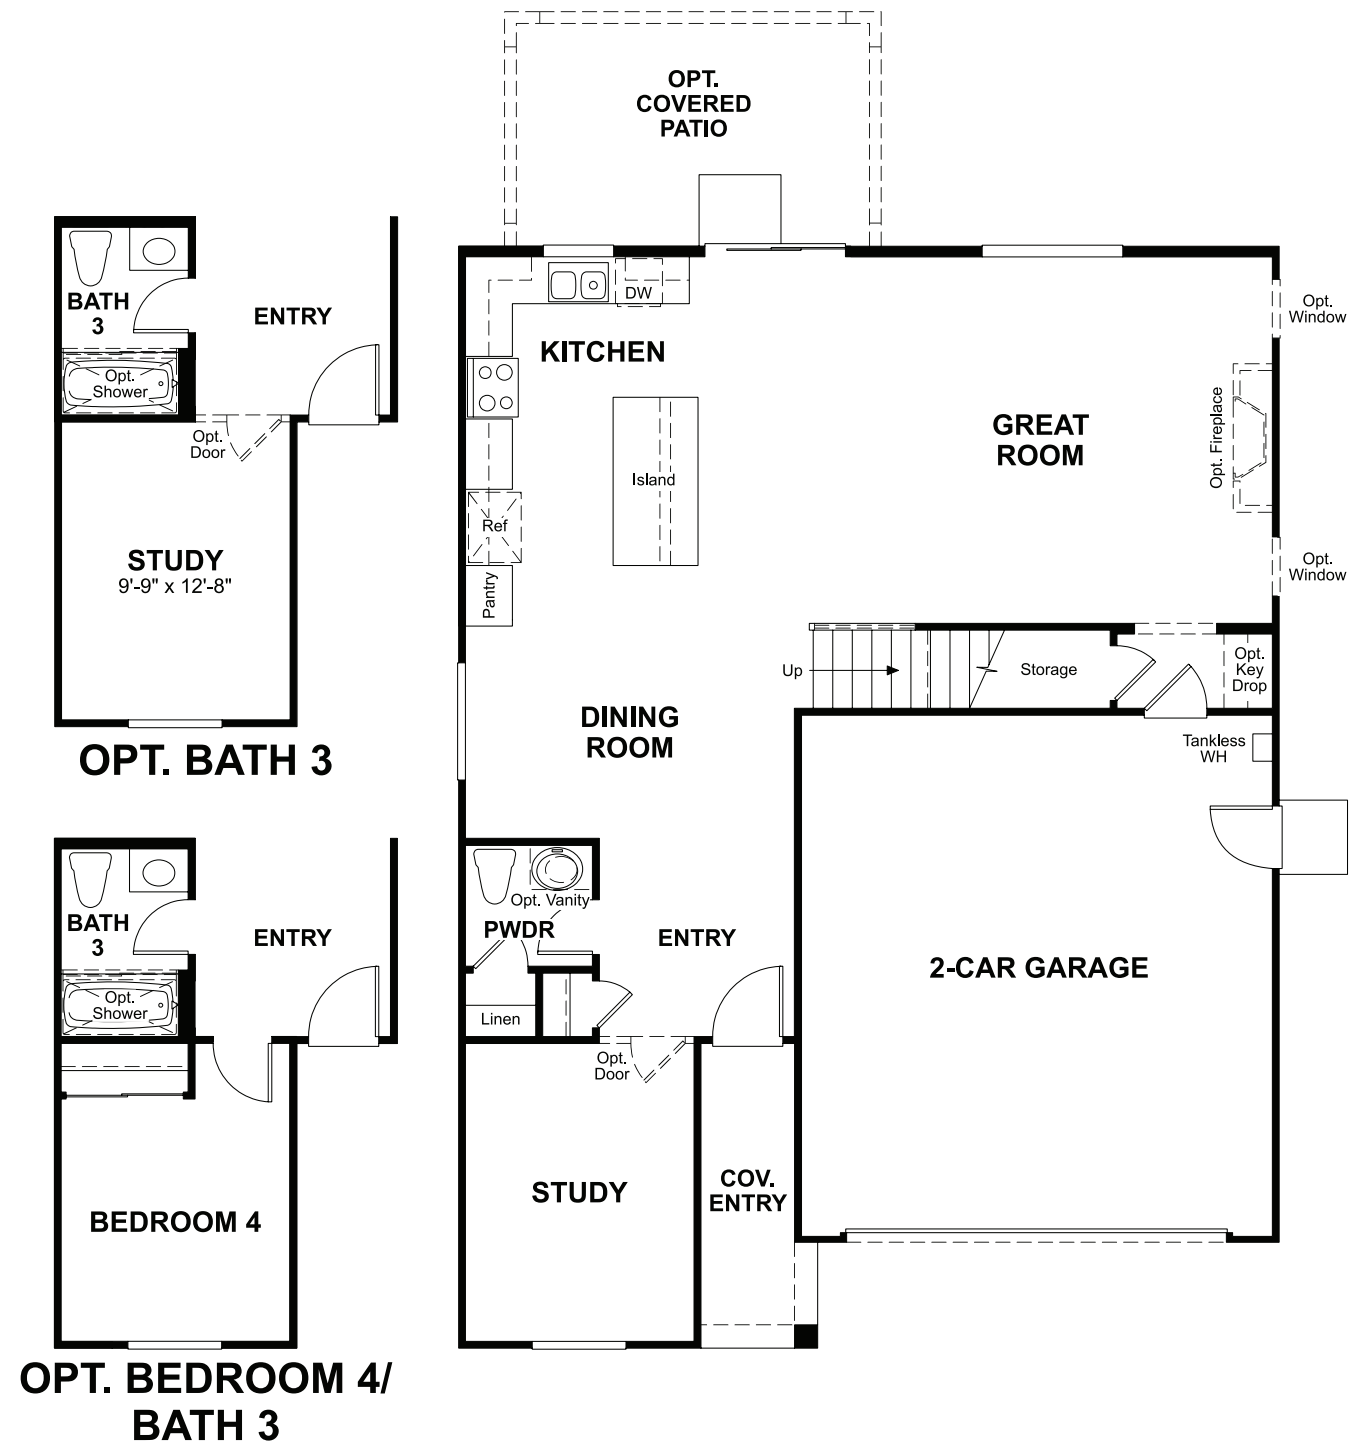 OPT.
COVERED
PATIO
BATH
3
ENTRY
Opt.
Shower
Opt.
Door
STUDY
9'-9" x 12'-8"
OPT. BATH 3
BATH
3
ENTRY
Opt.
Shower
BEDROOM 4
OPT. BEDROOM 4/
BATH 3
DW
KITCHEN
Island
Ref
Pantry
GREAT
ROOM
Opt.
Window
Opt. Fireplace
Opt.
Window
Up
Storage
Opt.
Key
Drop
DINING
ROOM
Tankless
WH
Opt. Vanity
PWDR
ENTRY
2-CAR GARAGE
Linen
Opt.
Door
STUDY
COV.
ENTRY